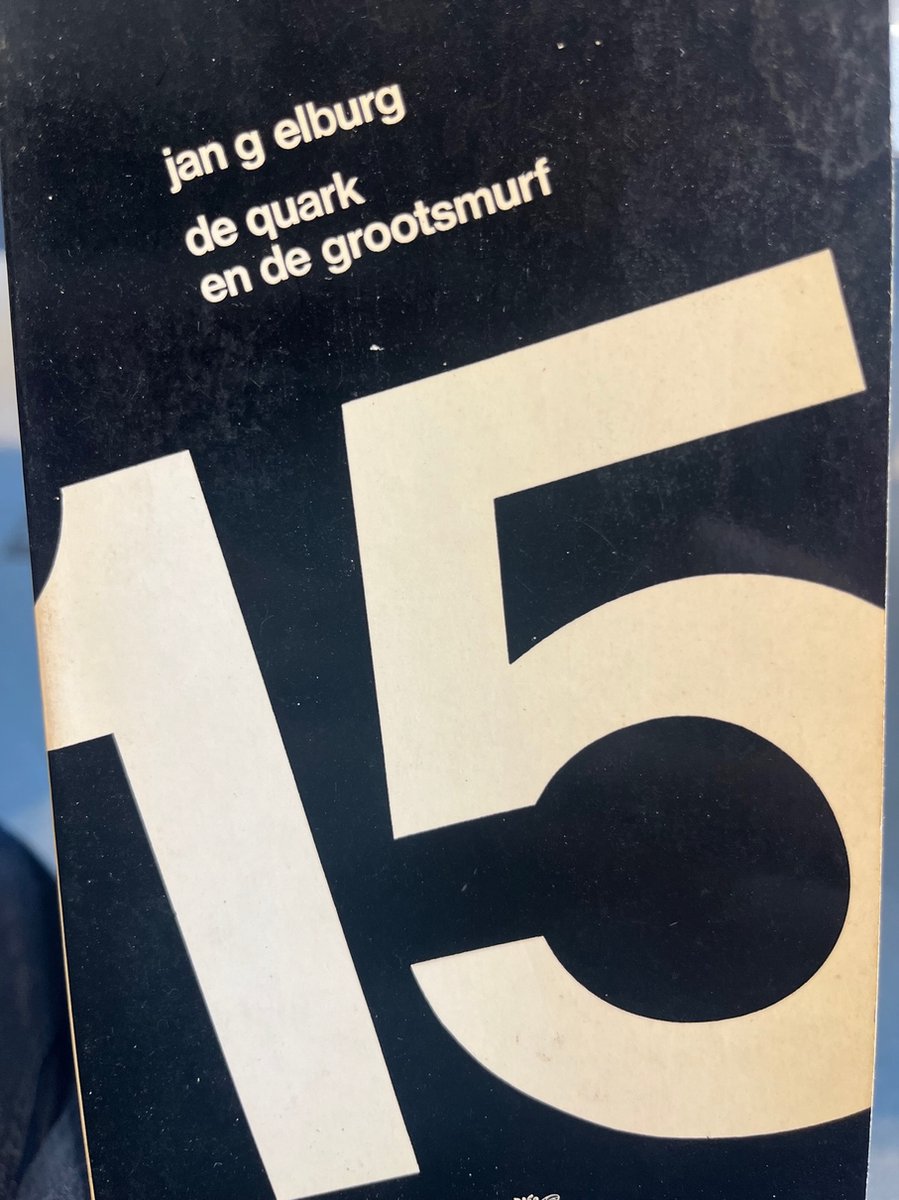 jan g elburg
de quark
en de grootsmurf
15